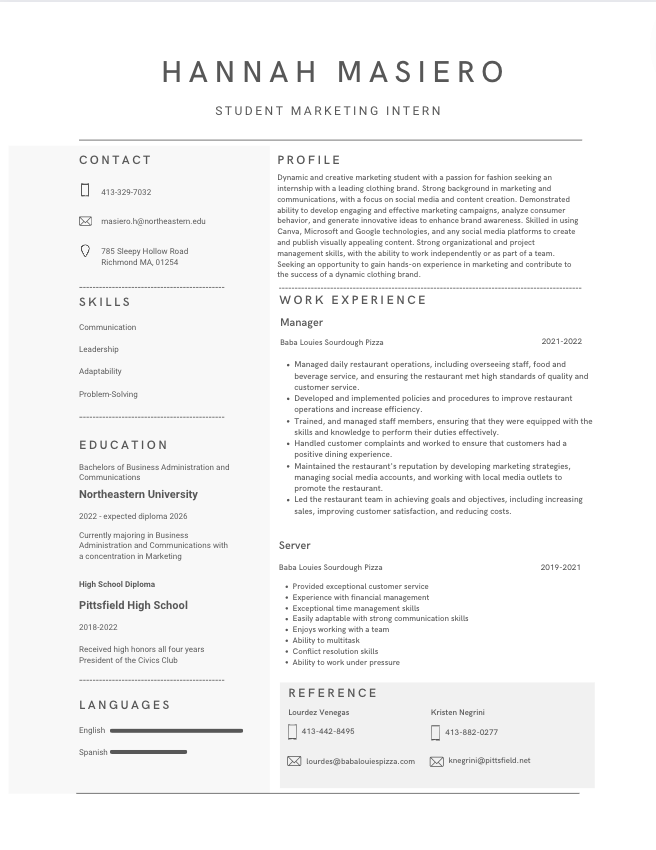 HANNAH MASIERO
STUDENT MARKETING INTERN
CONTACT
413-329-7032
masiero.h@northeastern.edu
785 Sleepy Hollow Road
Richmond MA, 01254
SKILLS
Communication
Leadership
Adaptability
Problem-Solving
EDUCATION
Bachelors of Business Administration and
Communications
Northeastern University
2022 - expected diploma 2026
Currently majoring in Business
Administration and Communications with
a concentration in Marketing
High School Diploma
Pittsfield High School
2018-2022
Received high honors all four years
President of the Civics Club
LANGUAGES
English
Spanish
PROFILE
Dynamic and creative marketing student with a passion for fashion seeking an
internship with a leading clothing brand. Strong background in marketing and
communications, with a focus on social media and content creation. Demonstrated
ability to develop engaging and effective marketing campaigns, analyze consumer
behavior, and generate innovative ideas to enhance brand awareness. Skilled in using
Canva, Microsoft and Google technologies, and any social media platforms to create
and publish visually appealing content. Strong organizational and project
management skills, with the ability to work independently or as part of a team.
Seeking an opportunity to gain hands-on experience in marketing and contribute to
the success of a dynamic clothing brand.
WORK EXPERIENCE
Manager
Baba Louies Sourdough Pizza 2021-2022
• Managed daily restaurant operations, including overseeing staff, food and
beverage service, and ensuring the restaurant met high standards of quality and
customer service.
• Developed and implemented policies and procedures to improve restaurant
operations and increase efficiency.
• Trained, and managed staff members, ensuring that they were equipped with the
skills and knowledge to perform their duties effectively.
• Handled customer complaints and worked to ensure that customers had a
positive dining experience.
• Maintained the restaurant's reputation by developing marketing strategies,
managing social media accounts, and working with local media outlets to
promote the restaurant.
• Led the restaurant team in achieving goals and objectives, including increasing
sales, improving customer satisfaction, and reducing costs.
Server
Baba Louies Sourdough Pizza 2019-2021
• Provided exceptional customer service
• Experience with financial management
• Exceptional time management skills
• Easily adaptable with strong communication skills
• Enjoys working with a team
• Ability to multitask
• Conflict resolution skills
• Ability to work under pressure
REFERENCE
Lourdez Venegas
413-442-8495
lourdes@babalouiespizza.com
Kristen Negrini
413-882-0277
knegrini@pittsfield.net